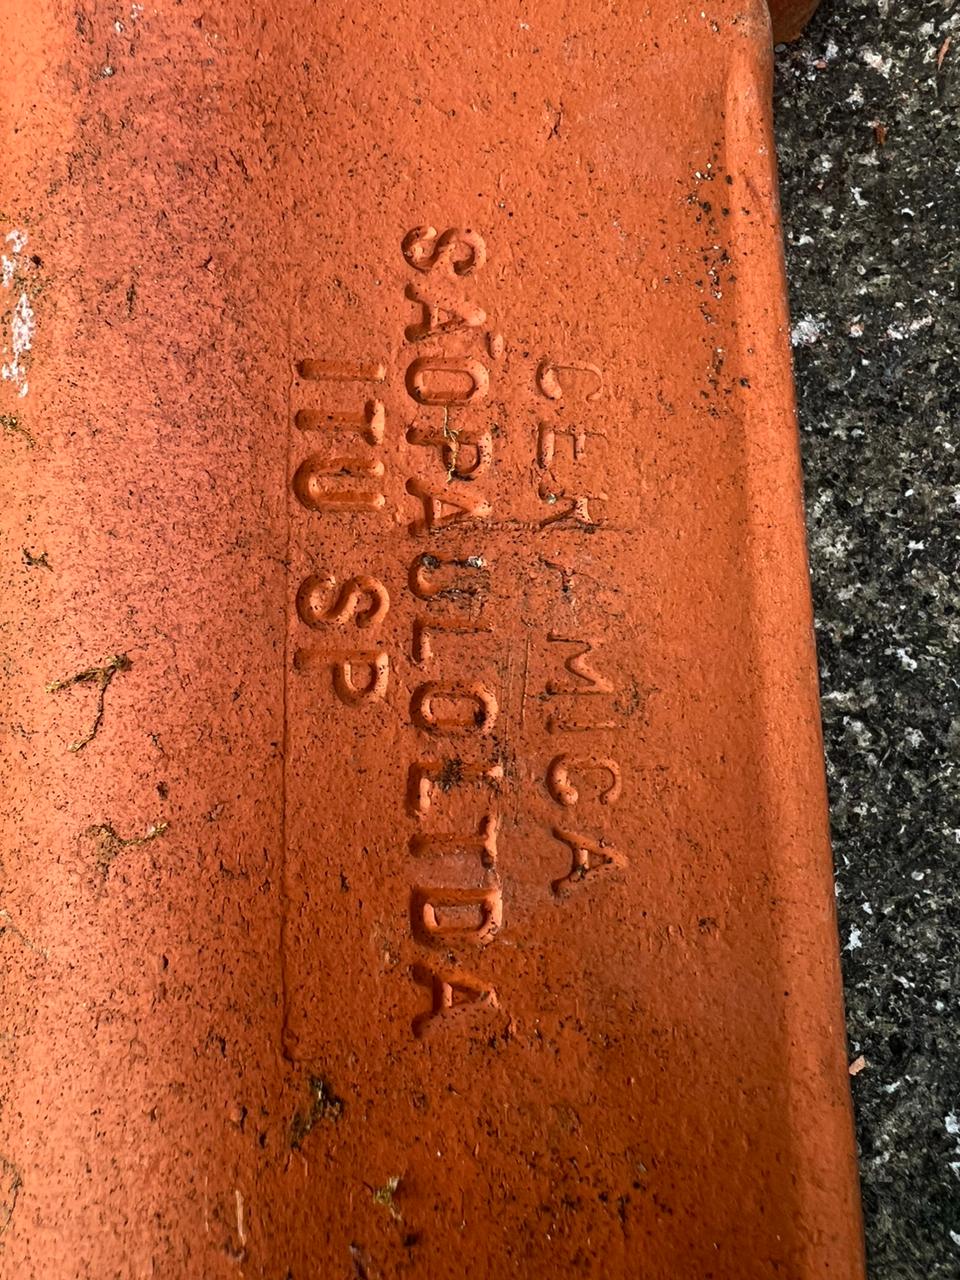 CERAMICA
SÃO PAULO LTDA
ITU SP